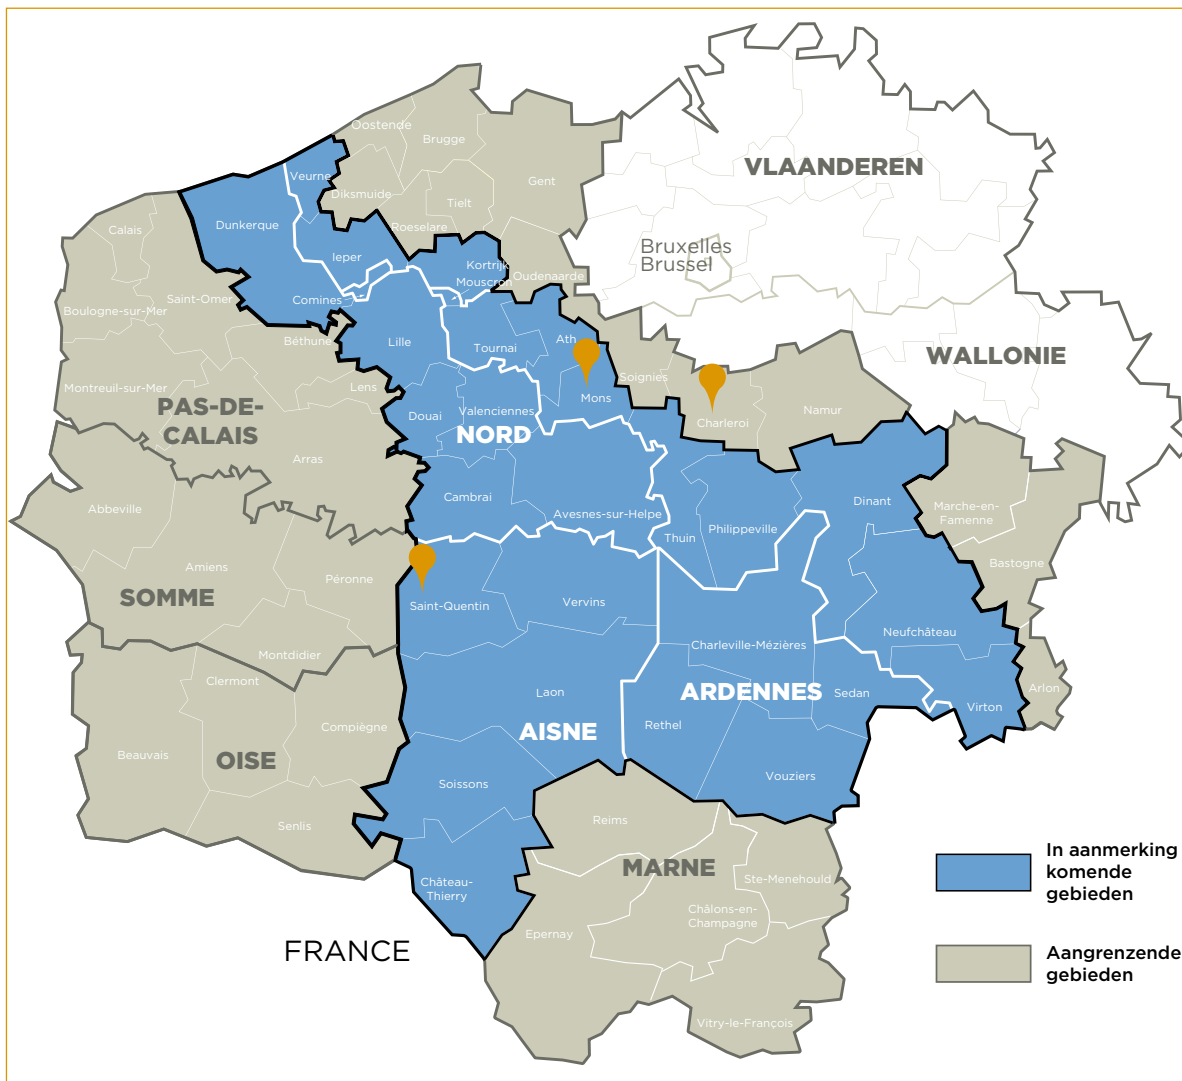 Oostende
Brugge
VLAANDEREN
Veurne
Diksmuide
Gent
Tielt
Dunkerque
Roeselare
Calais
Bruxelles
Brussel
Ieper
Kortrijk
Mouscron
Oudenaarde
Saint-Omer
Comines
Boulogne-sur-Mer
Béthune
Lille
Tournai
Ath
WALLONIE
Soignies
Montreuil-sur-Mer
Lens
Mons
PAS-DE-
CALAIS
Douai
Valenciennes
NORD
Charleroi
Namur
Arras
Abbeville
Cambrai
Avesnes-sur-Helpe
Dinant
Marche-en-
Famenne
Philippeville
Thuin
Bastogne
Amiens
Péronne
SOMME
Saint-Quentin
Vervins
Neufchâteau
Montdidier
Charleville-Mézières
Clermont
Laon
ARDENNES
Sedan
Arlon
Virton
Compiègne
Rethel
AISNE
Beauvais
OISE
Soissons
Vouziers
Senlis
Reims
MARNE
Château-
Thierry
Ste-Menehould
Châlons-en-
Champagne
Epernay
FRANCE
Vitry-le-François
In aanmerking
komende
gebieden
Aangrenzende
gebieden